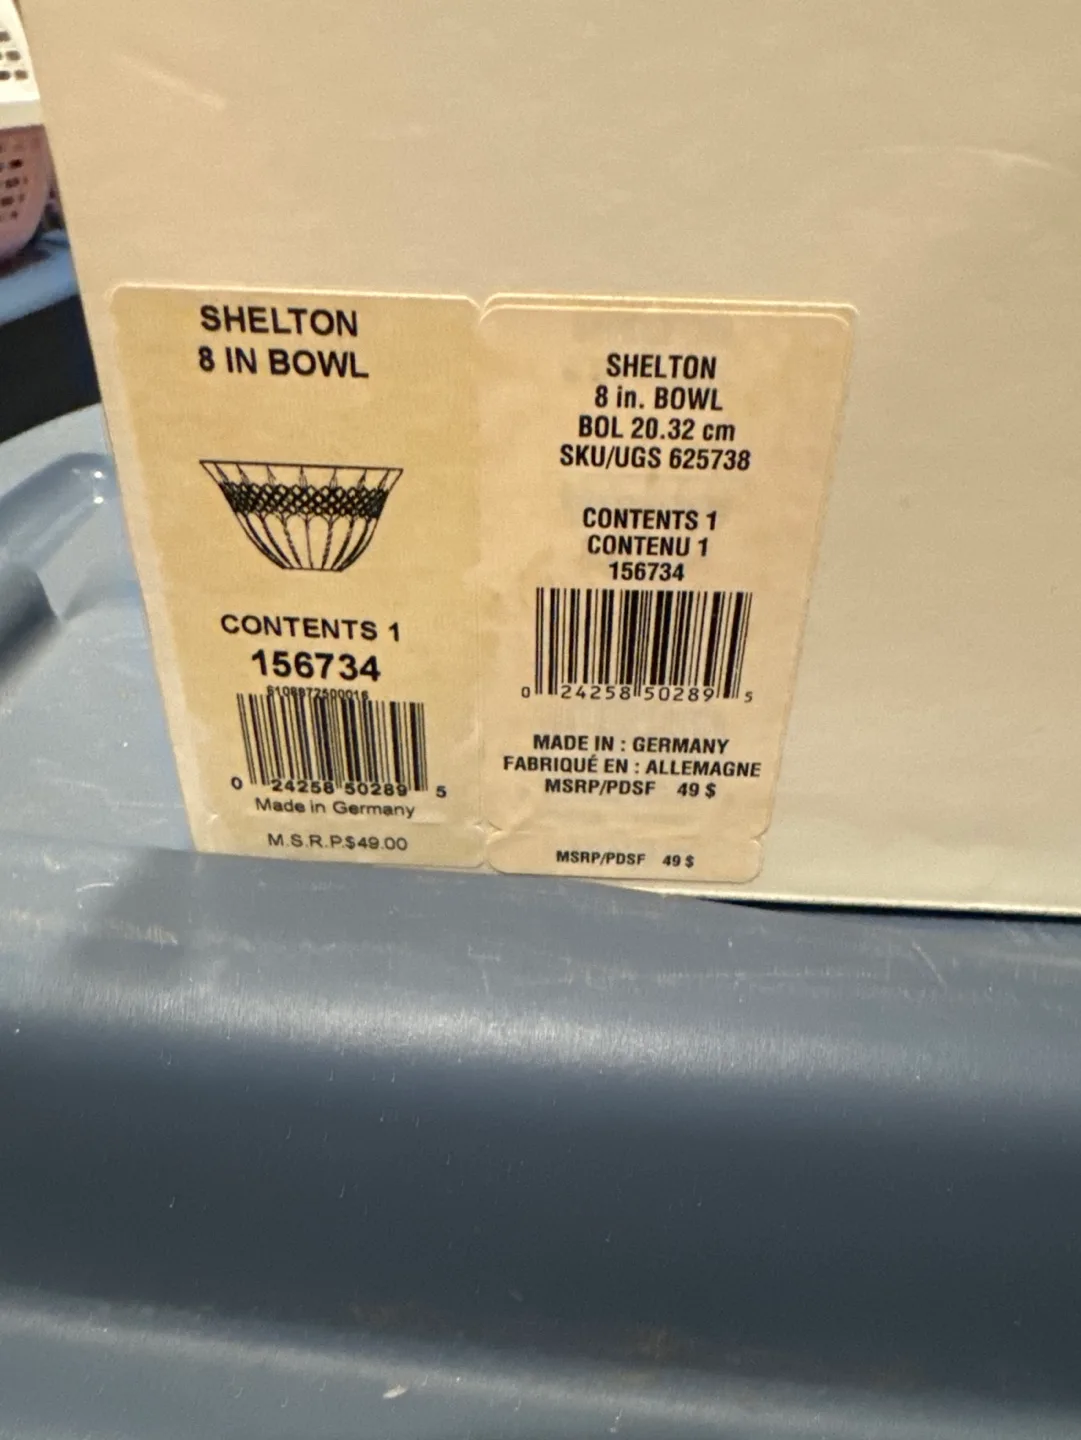 SHELTON
8 IN BOWL
CONTENTS 1
156734
0 24258 50289 5
Made in Germany
M.S.R.P.$49.00
SHELTON
8 in. BOWL
BOL 20.32 cm
SKU/UGS 625738
CONTENTS 1
CONTENU 1
156734
0 24258 50289 5
MADE IN : GERMANY
FABRIQUÉ EN : ALLEMAGNE
MSRP/PDSF 49 $
MSRP/PDSF 49 $